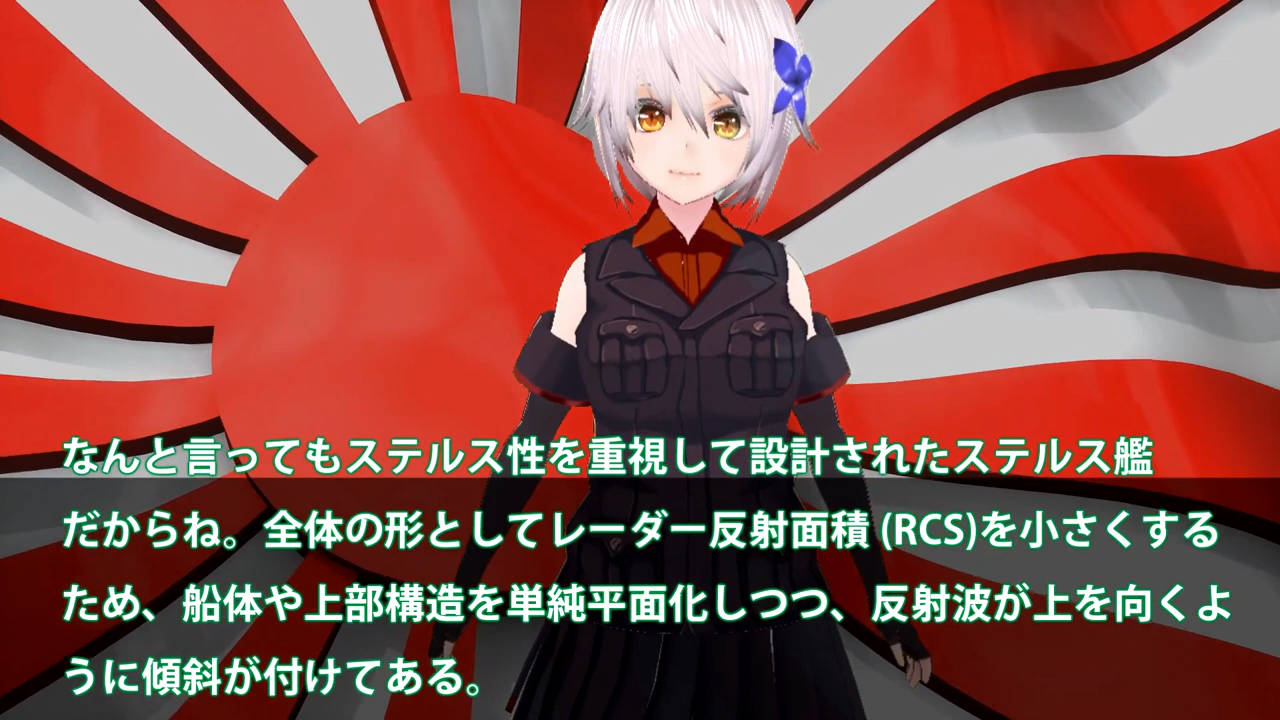 なんと言ってもステルス性を重視して設計されたステルス艦
だからね。全体の形としてレーダー反射面積 (RCS)を小さくする
ため、船体や上部構造を単純平面化しつつ、反射波が上を向くよ
うに傾斜が付けてある。